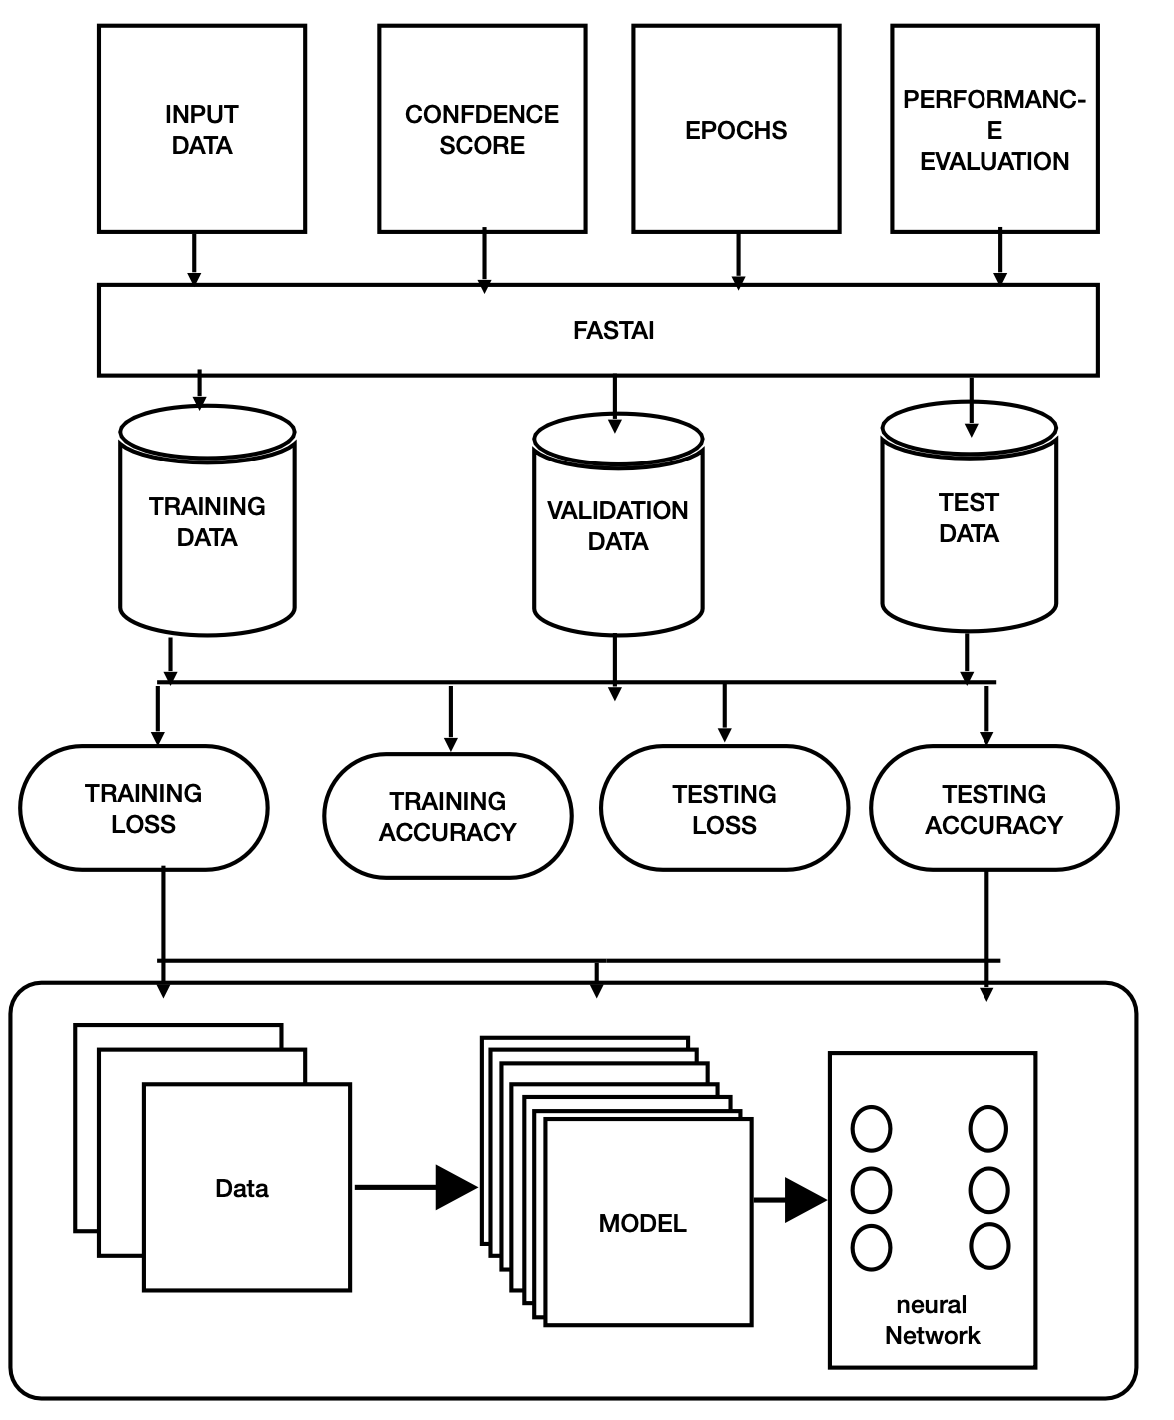 INPUT
DATA
CONFDENCE
SCORE
EPOCHS
PERFORMANC-
E
EVALUATION
FASTAI
TRAINING
DATA
VALIDATION
DATA
TEST
DATA
TRAINING
LOSS
TRAINING
ACCURACY
TESTING
LOSS
TESTING
ACCURACY
Data
MODEL
neural
Network